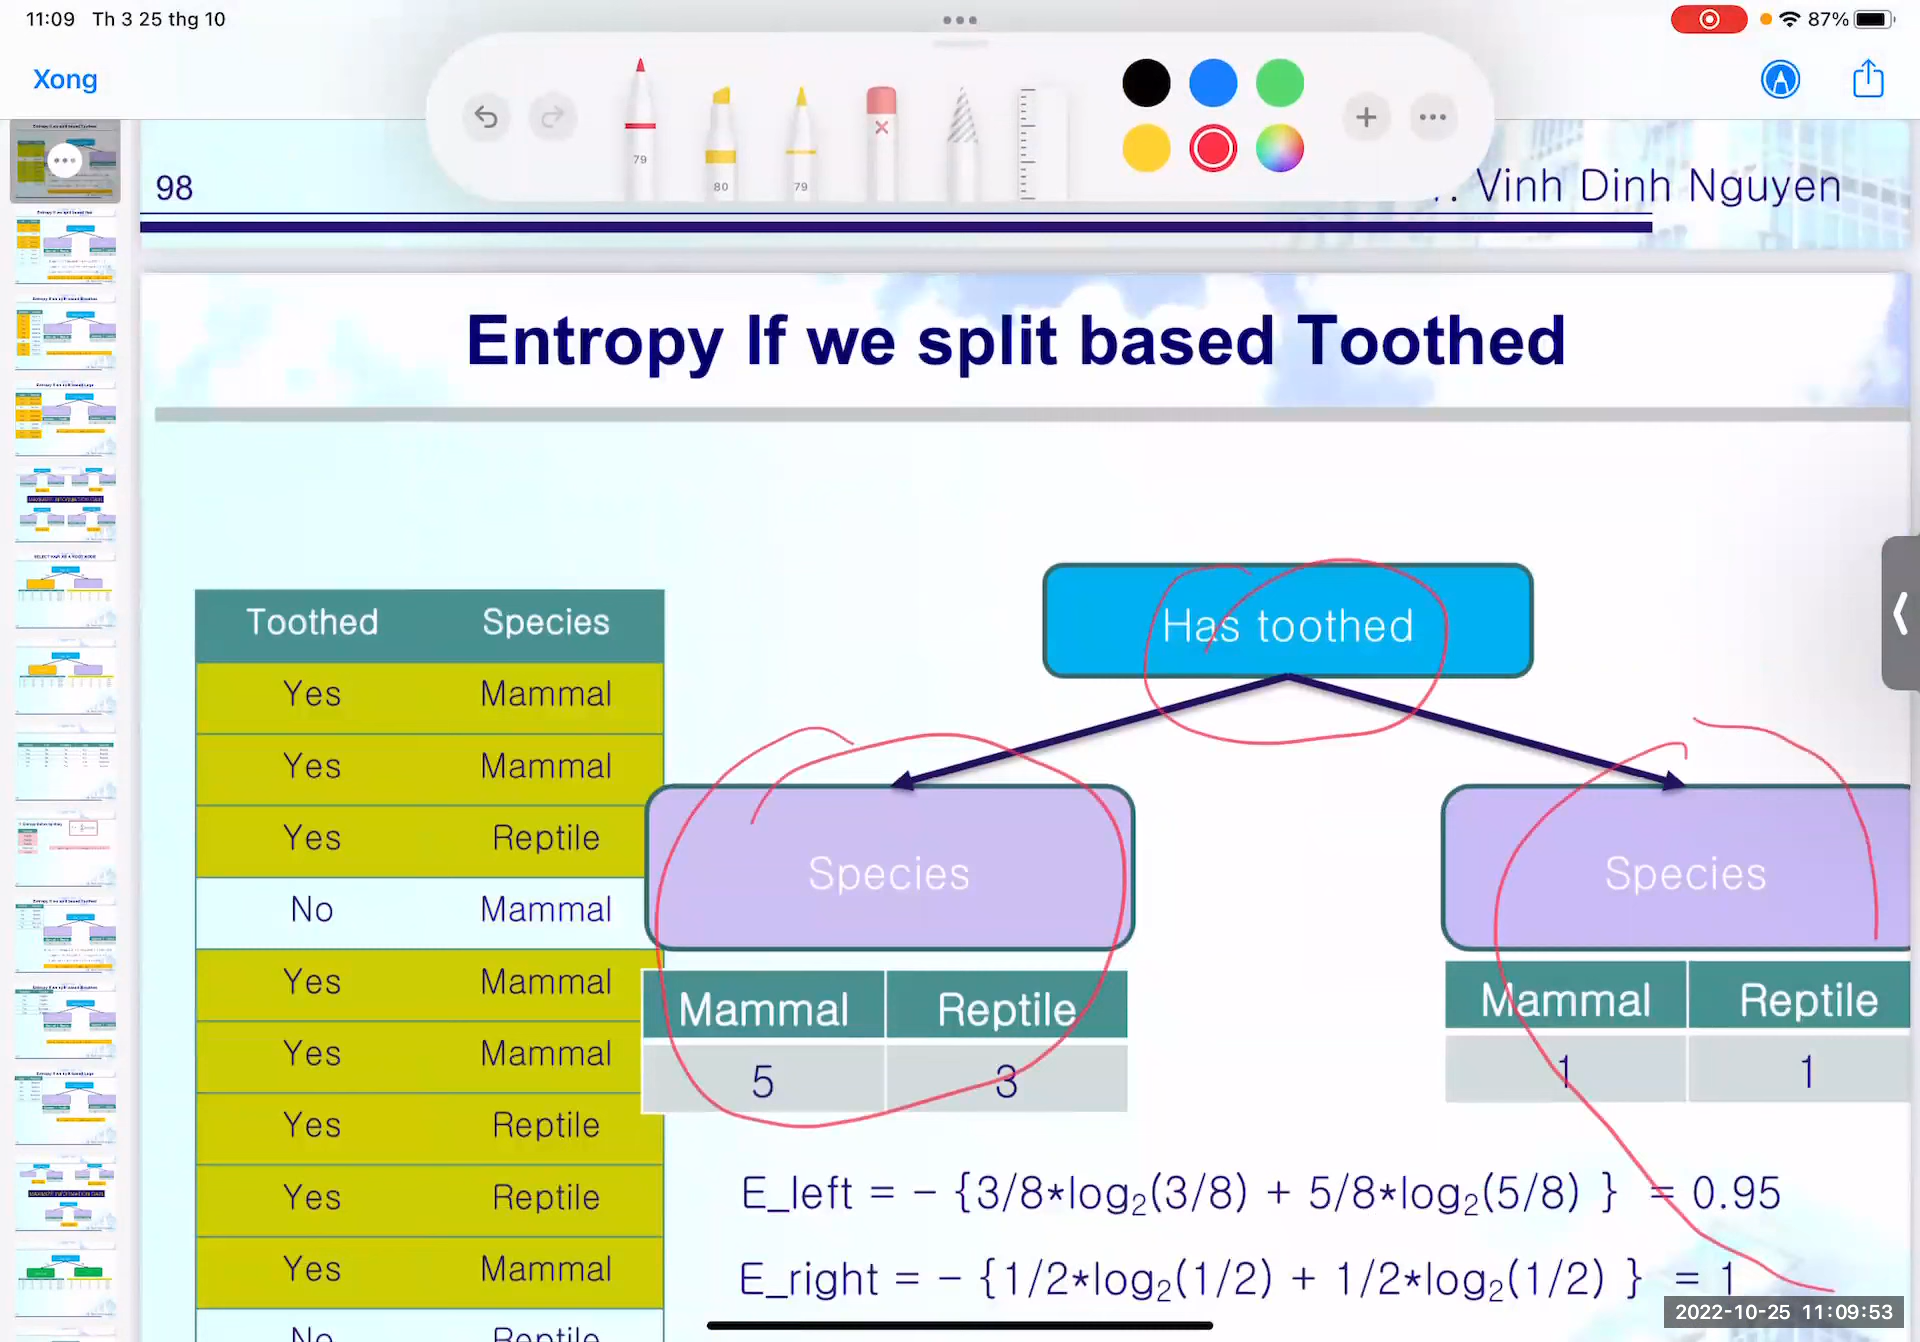 11:09 Th 3 25 thg 10
87%
Xong
79
80
79
98
Vinh Dinh Nguyen
Entropy If we split based Toothed
Toothed Species
Yes Mammal
Yes Mammal
Yes Reptile
No Mammal
Yes Mammal
Yes Mammal
Yes Reptile
Yes Reptile
Yes Mammal
No Reptile
Has toothed
Species
Species
Mammal Reptile
5 3
Mammal Reptile
1 1
E_left = − {3/8*log₂(3/8) + 5/8*log₂(5/8) } = 0.95
E_right = − {1/2*log₂(1/2) + 1/2*log₂(1/2) } = 1
2022-10-25 11:09:53